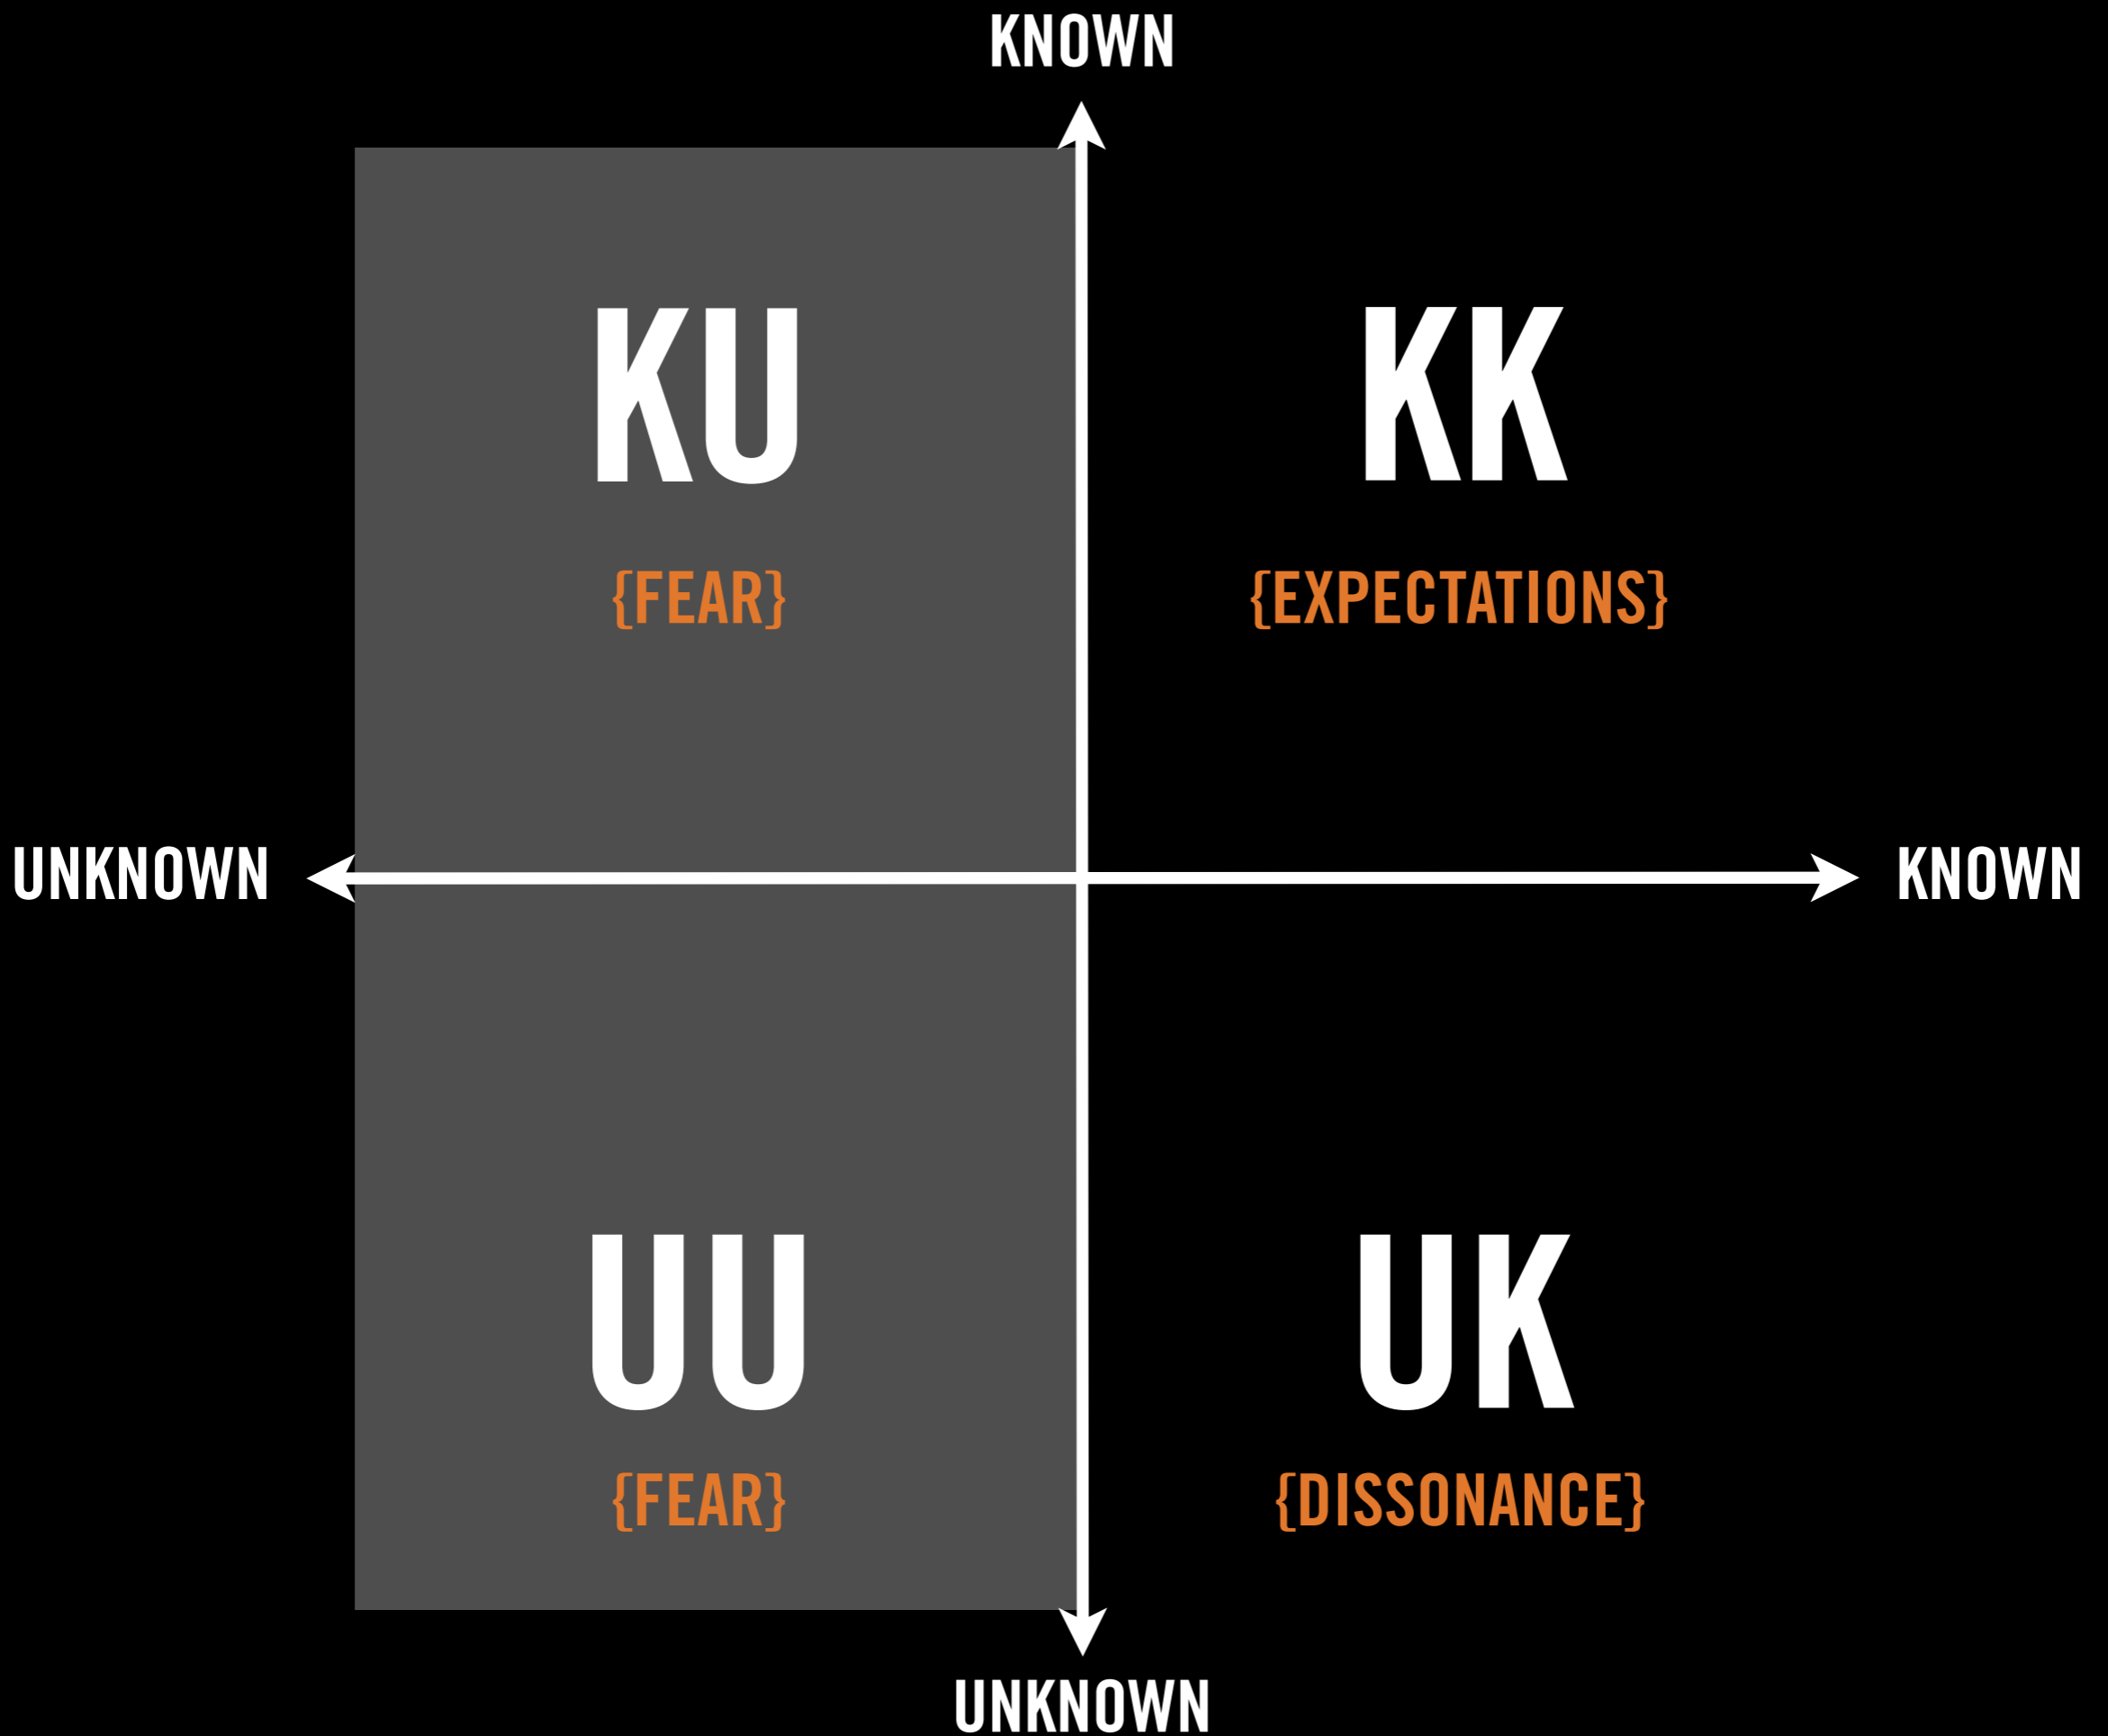 KNOWN
KU
KK
{FEAR}
{EXPECTATIONS}
UNKNOWN
KNOWN
UU
UK
{FEAR}
{DISSONANCE}
UNKNOWN